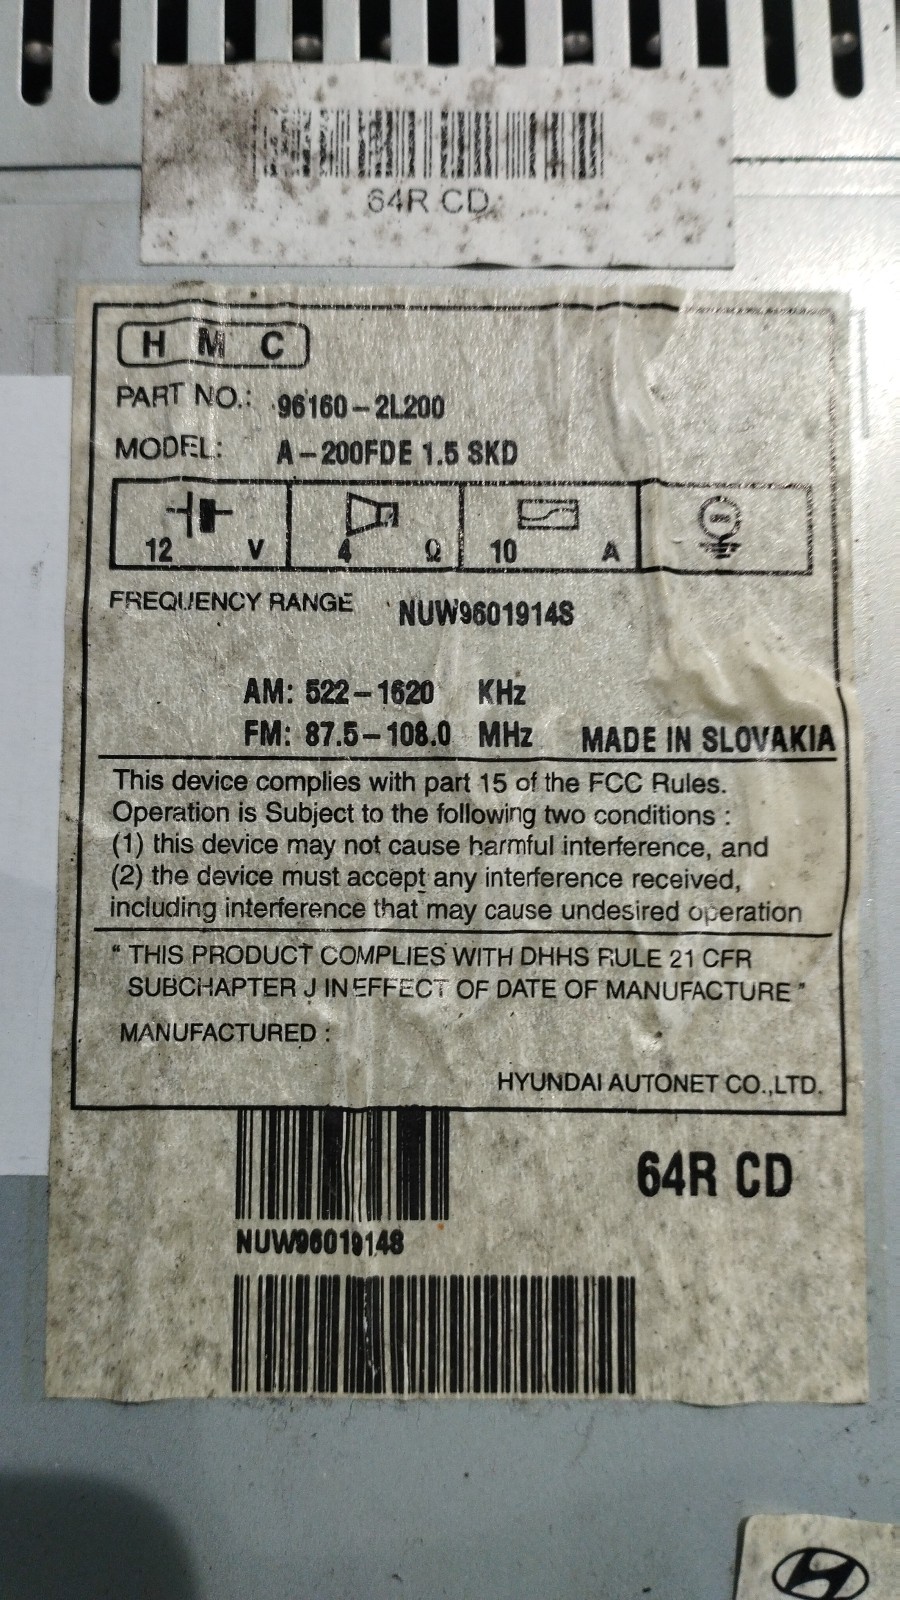 64R CD
H M C
PART NO.: 96160-2L200
MODEL: A-200FDE 1.5 SKD
12 V 4 Ω 10 A
FREQUENCY RANGE NUW9601914S
AM: 522-1620 KHz
FM: 87.5-108.0 MHz MADE IN SLOVAKIA
This device complies with part 15 of the FCC Rules.
Operation is Subject to the following two conditions :
(1) this device may not cause harmful interference, and
(2) the device must accept any interference received,
including interference that may cause undesired operation
" THIS PRODUCT COMPLIES WITH DHHS RULE 21 CFR
SUBCHAPTER J IN EFFECT OF DATE OF MANUFACTURE "
MANUFACTURED :
HYUNDAI AUTONET CO.,LTD.
64R CD
NUW9601914S